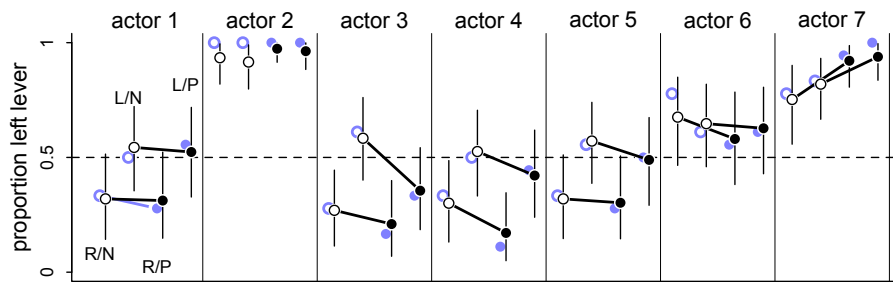 actor 1 actor 2 actor 3 actor 4 actor 5 actor 6 actor 7
proportion left lever
1
0.5
0
L/N
L/P
R/N
R/P